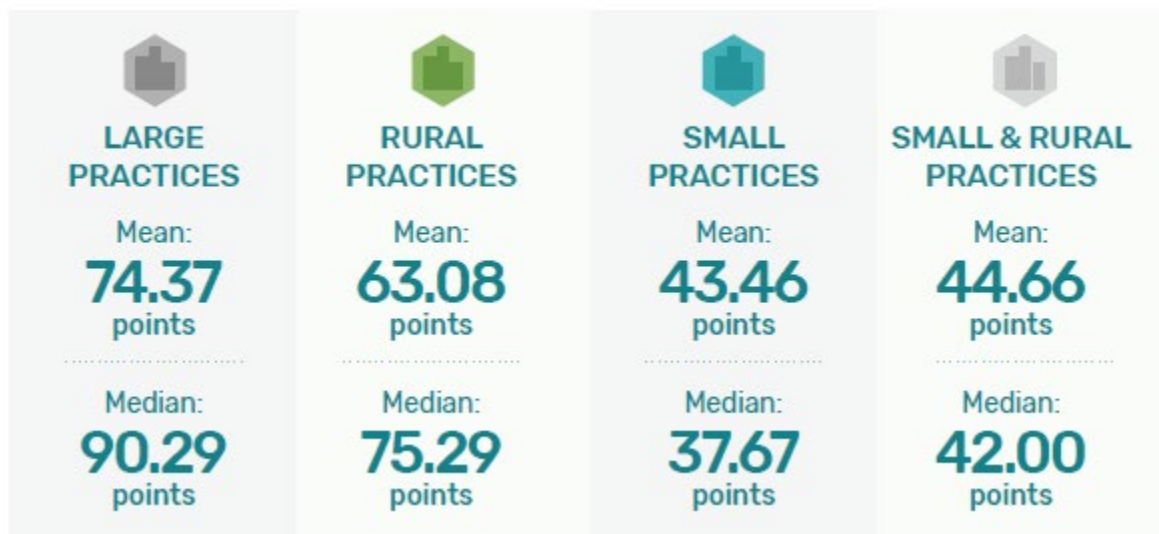 LARGE
PRACTICES
Mean:
74.37
points
Median:
90.29
points
RURAL
PRACTICES
Mean:
63.08
points
Median:
75.29
points
SMALL
PRACTICES
Mean:
43.46
points
Median:
37.67
points
SMALL & RURAL
PRACTICES
Mean:
44.66
points
Median:
42.00
points